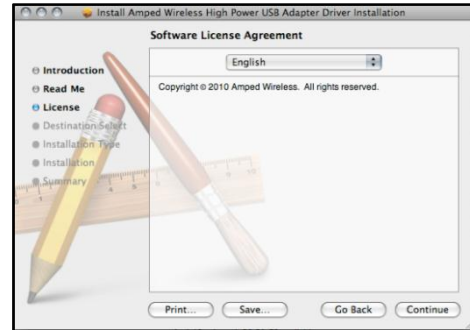 Install Amped Wireless High Power USB Adapter Driver Installation
Software License Agreement
English
Introduction
Read Me
License
Destination Select
Installation Type
Installation
Summary
Copyright © 2010 Amped Wireless. All rights reserved.
Print...
Save...
Go Back
Continue